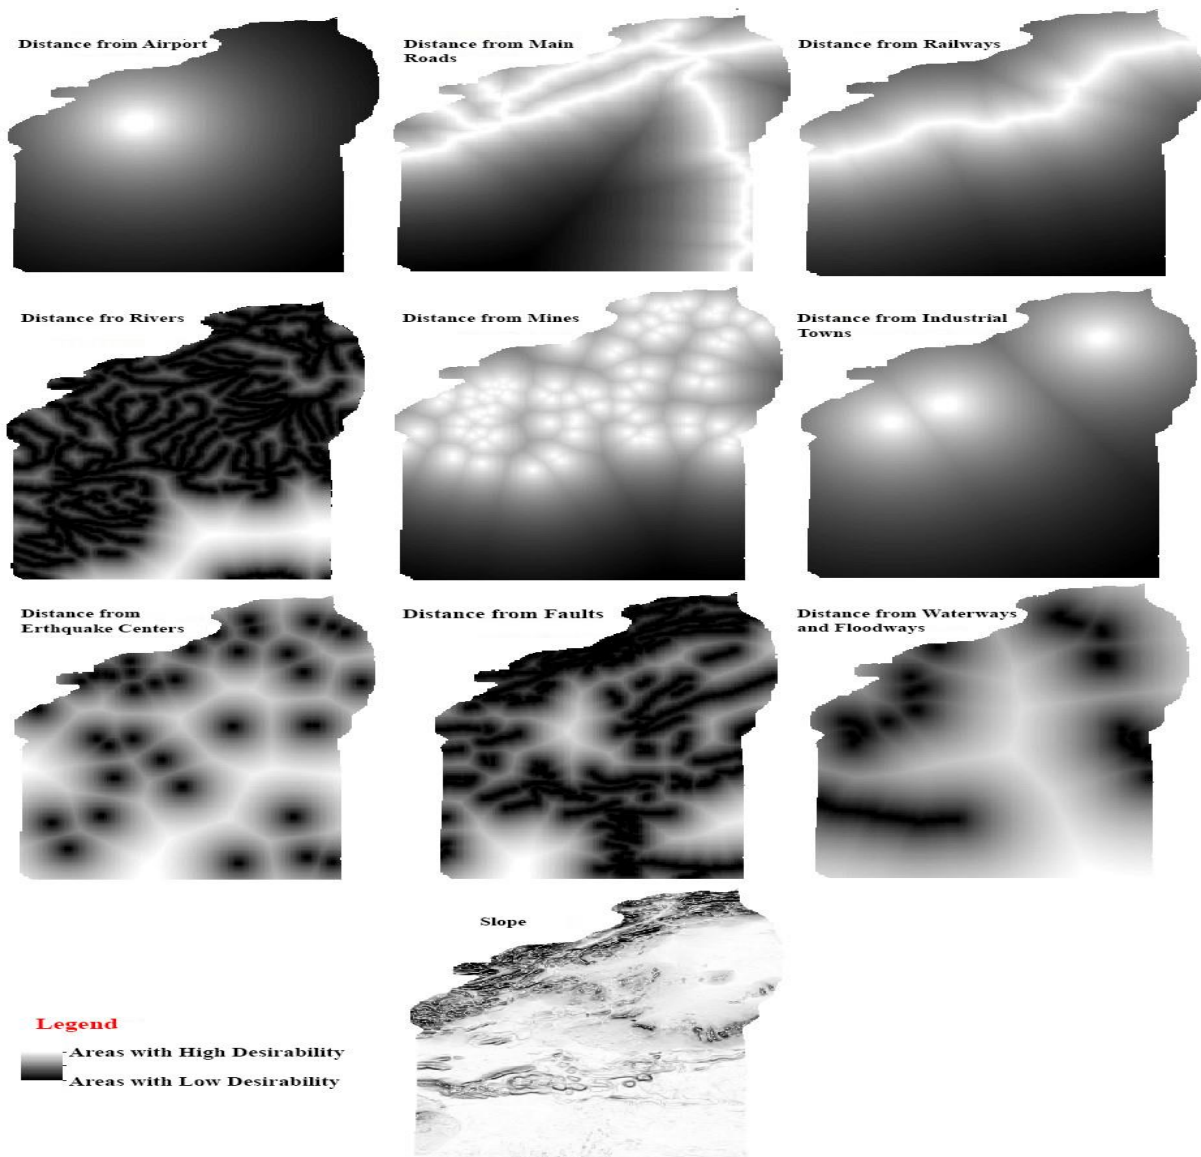 Distance from Airport
Distance from Main
Roads
Distance from Railways
Distance fro Rivers
Distance from Mines
Distance from Industrial
Towns
Distance from
Erthquake Centers
Distance from Faults
Distance from Waterways
and Floodways
Slope
Legend
Areas with High Desirability
Areas with Low Desirability